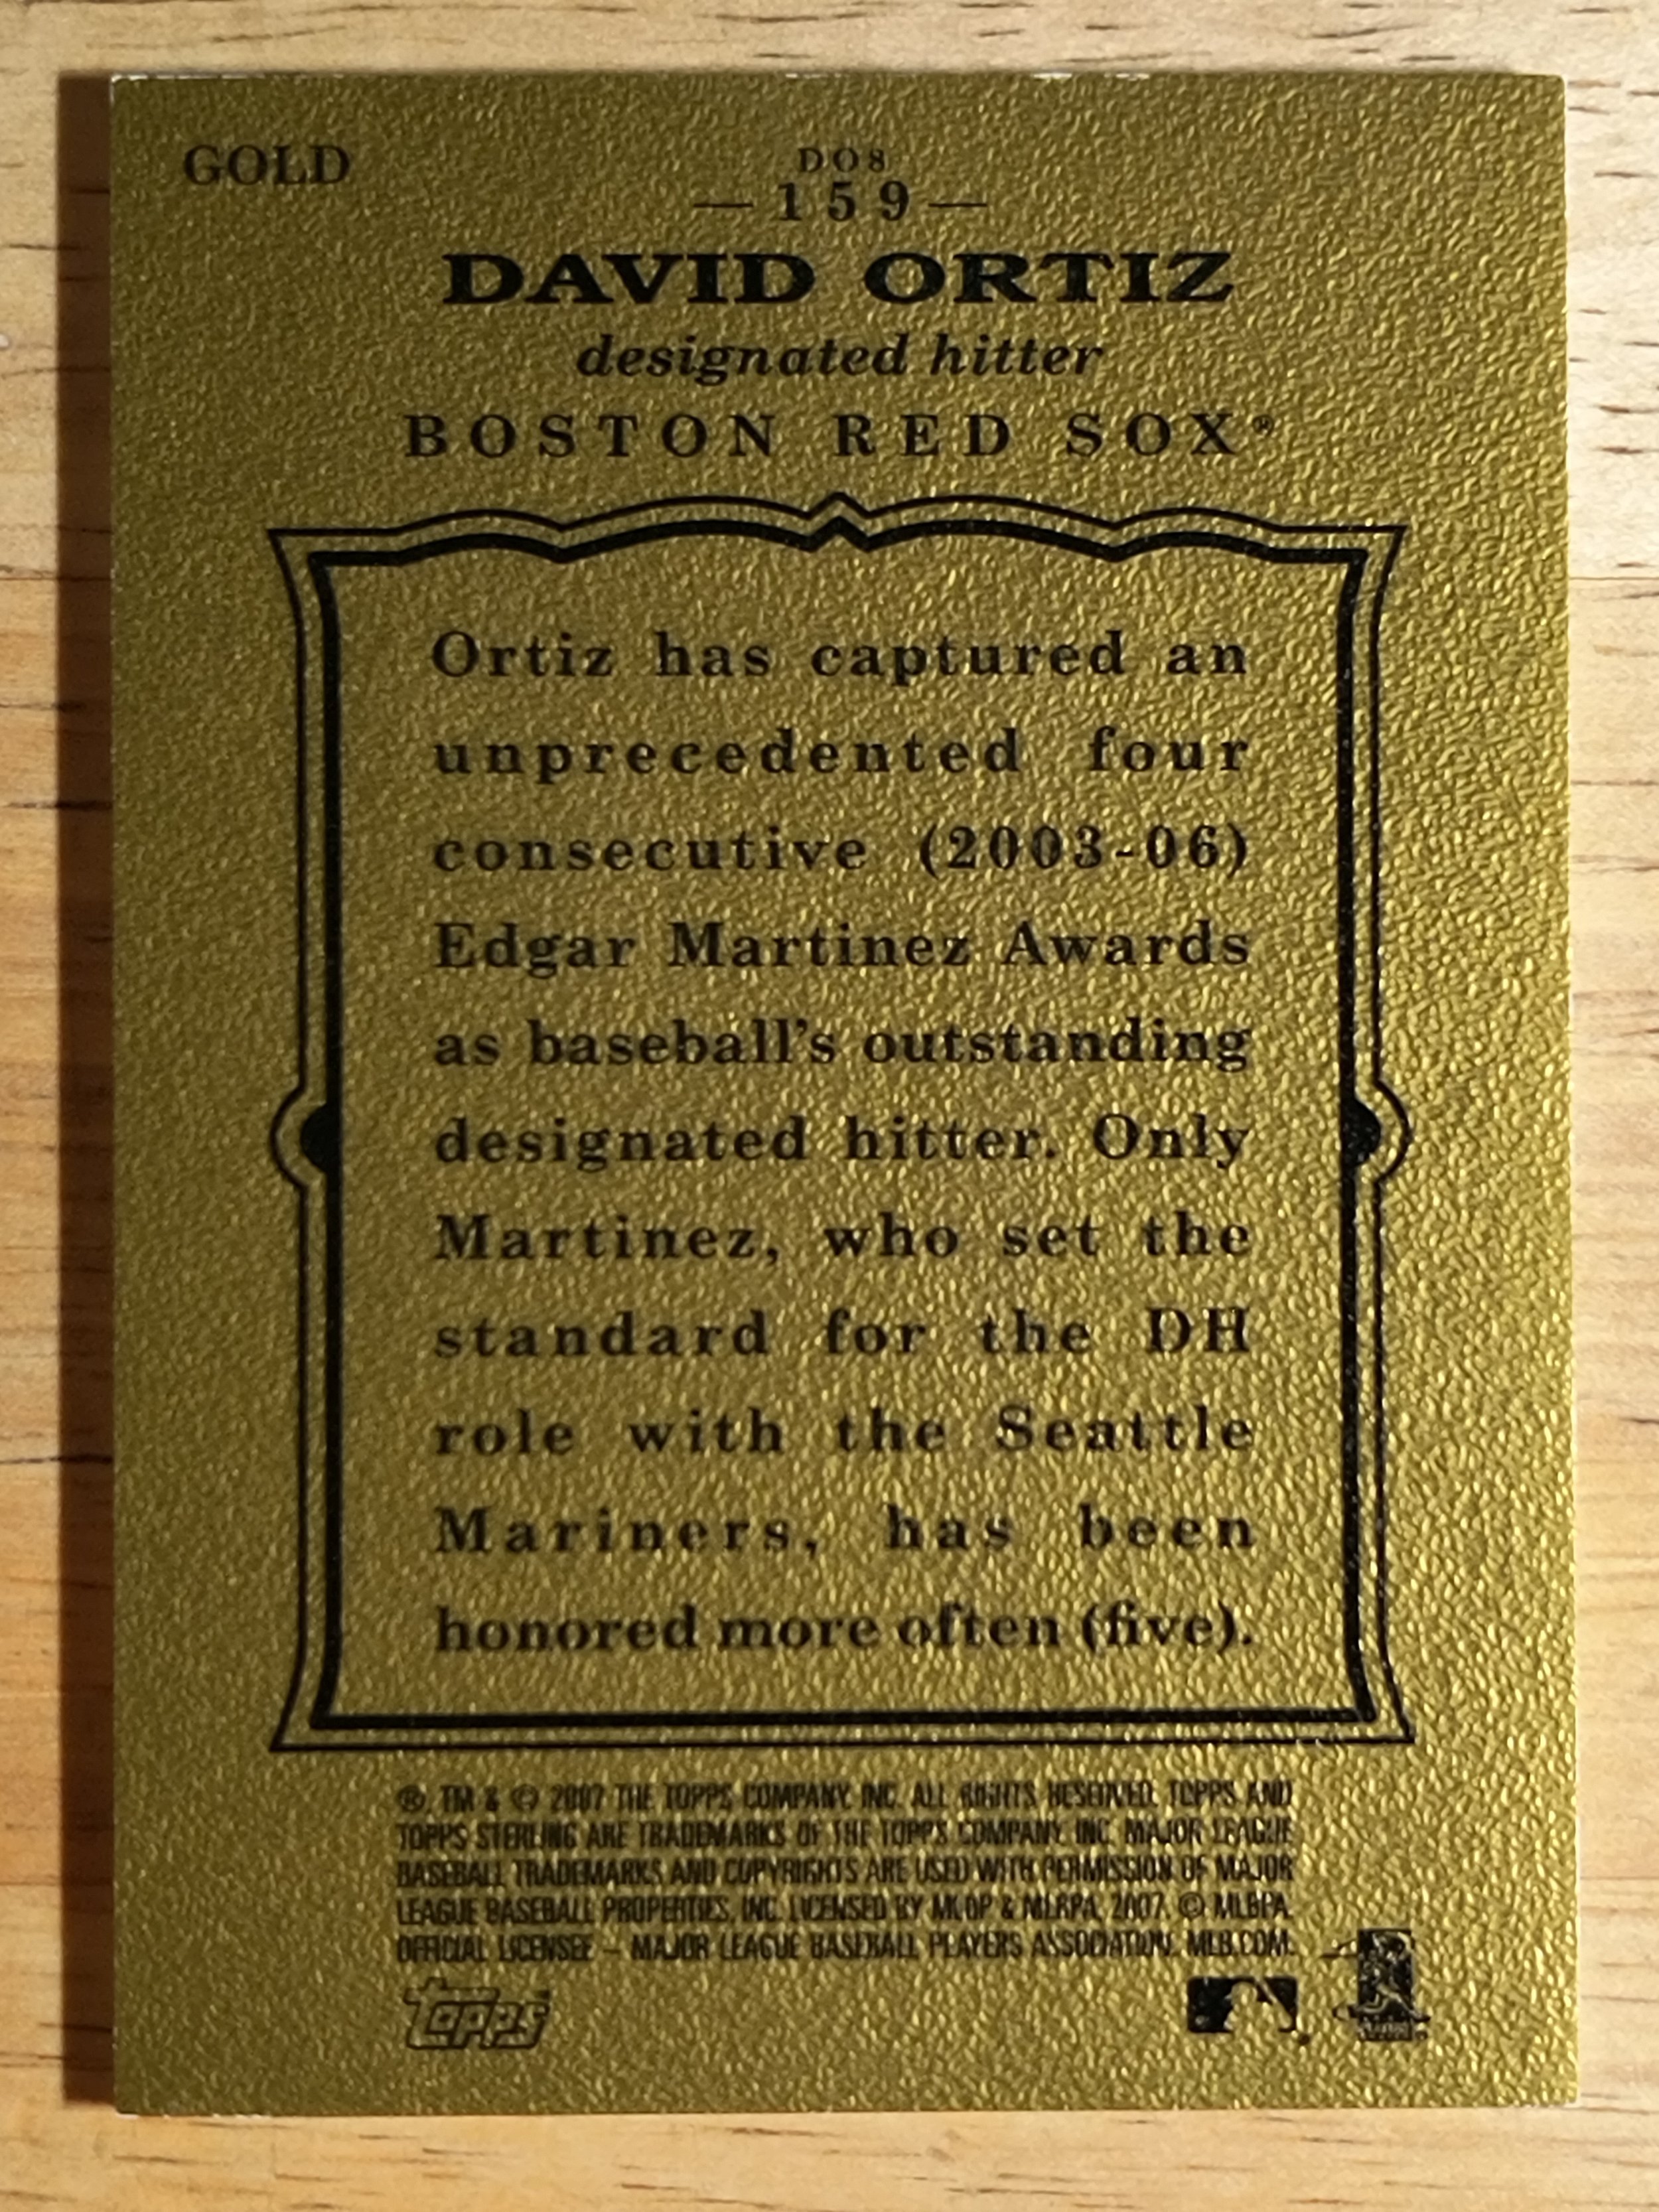 GOLD
DO8
— 159 —
DAVID ORTIZ
designated hitter
BOSTON RED SOX®
Ortiz has captured an
unprecedented four
consecutive (2003-06)
Edgar Martinez Awards
as baseball's outstanding
designated hitter. Only
Martinez, who set the
standard for the DH
role with the Seattle
Mariners, has been
honored more often (five).
®, TM & © 2007 THE TOPPS COMPANY, INC. ALL RIGHTS RESERVED. TOPPS AND
TOPPS STERLING ARE TRADEMARKS OF THE TOPPS COMPANY, INC. MAJOR LEAGUE
BASEBALL TRADEMARKS AND COPYRIGHTS ARE USED WITH PERMISSION OF MAJOR
LEAGUE BASEBALL PROPERTIES, INC. LICENSED BY MLBP & MLBPA, 2007. © MLBPA,
OFFICIAL LICENSEE – MAJOR LEAGUE BASEBALL PLAYERS ASSOCIATION. MLB.COM.
Topps